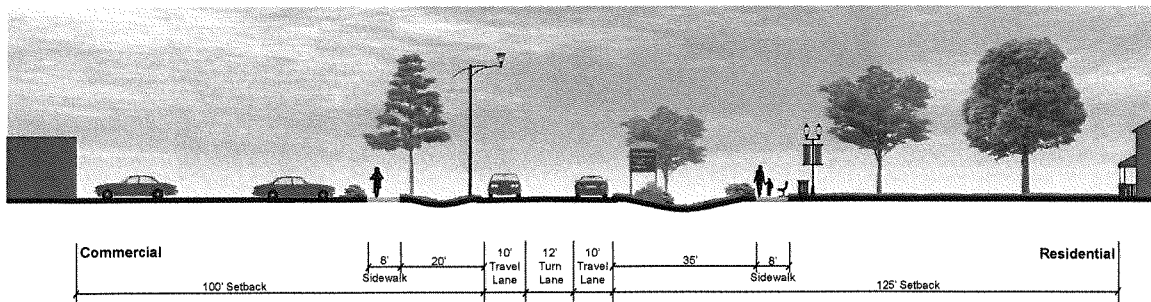 Commercial
Residential
8'
Sidewalk
20'
10'
Travel
Lane
12'
Turn
Lane
10'
Travel
Lane
35'
8'
Sidewalk
100' Setback
125' Setback